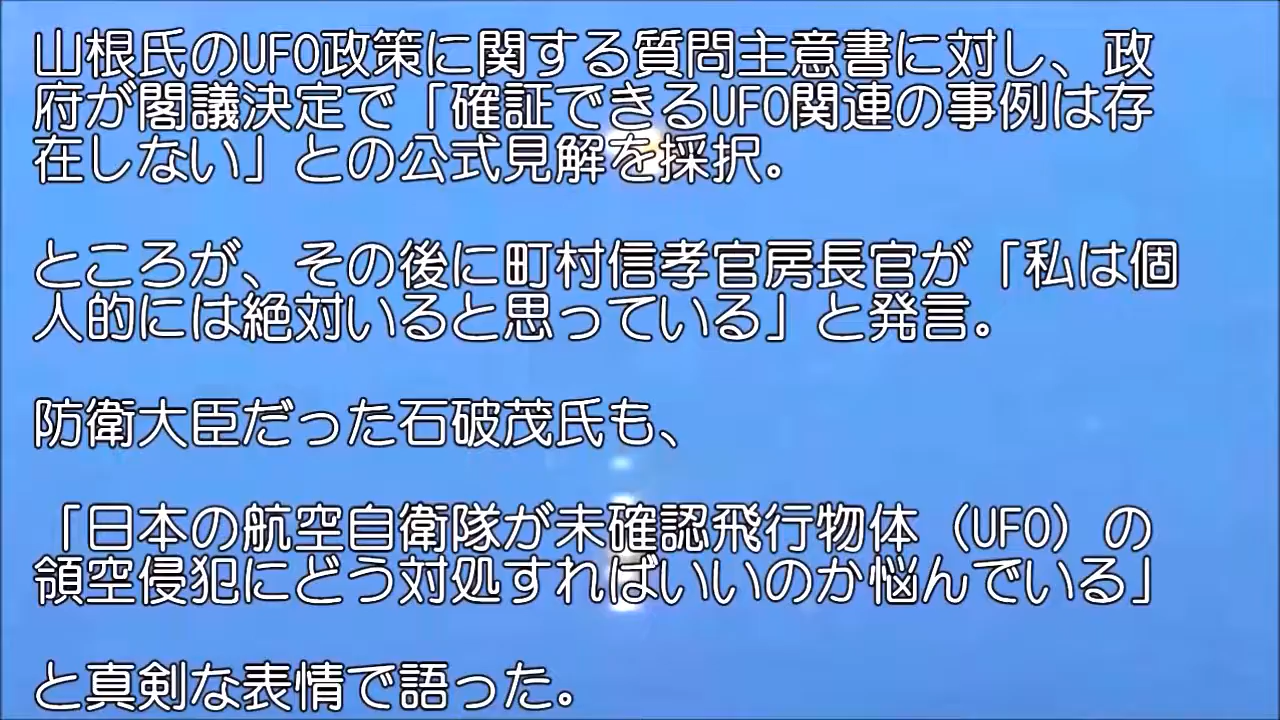 山根氏のUFO政策に関する質問主意書に対し、政
府が閣議決定で「確証できるUFO関連の事例は存
在しない」との公式見解を採択。
ところが、その後に町村信孝官房長官が「私は個
人的には絶対いると思っている」と発言。
防衛大臣だった石破茂氏も、
「日本の航空自衛隊が未確認飛行物体（UFO）の
領空侵犯にどう対処すればいいのか悩んでいる」
と真剣な表情で語った。